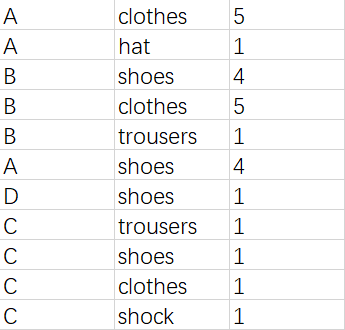 A clothes 5
A hat 1
B shoes 4
B clothes 5
B trousers 1
A shoes 4
D shoes 1
C trousers 1
C shoes 1
C clothes 1
C shock 1